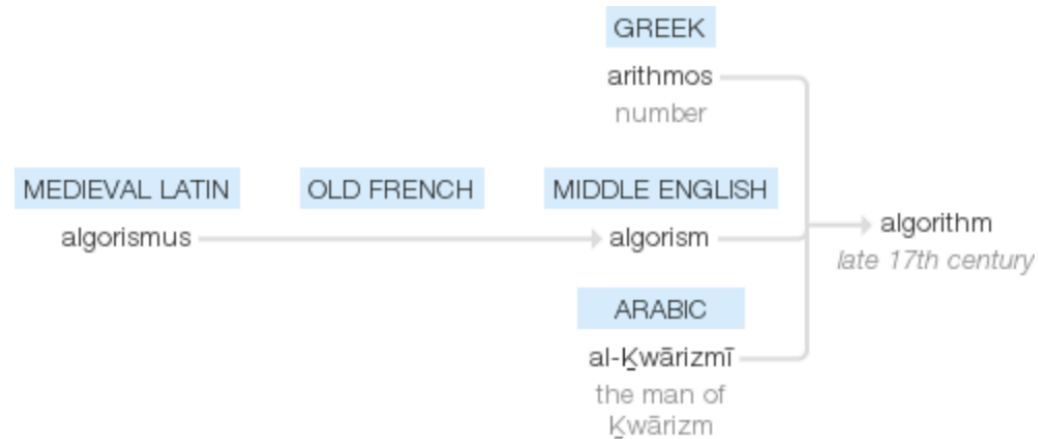 GREEK
arithmos
number
MEDIEVAL LATIN
OLD FRENCH
MIDDLE ENGLISH
algorismus
algorism
algorithm
late 17th century
ARABIC
al-Ḵwārizmī
the man of
Ḵwārizm